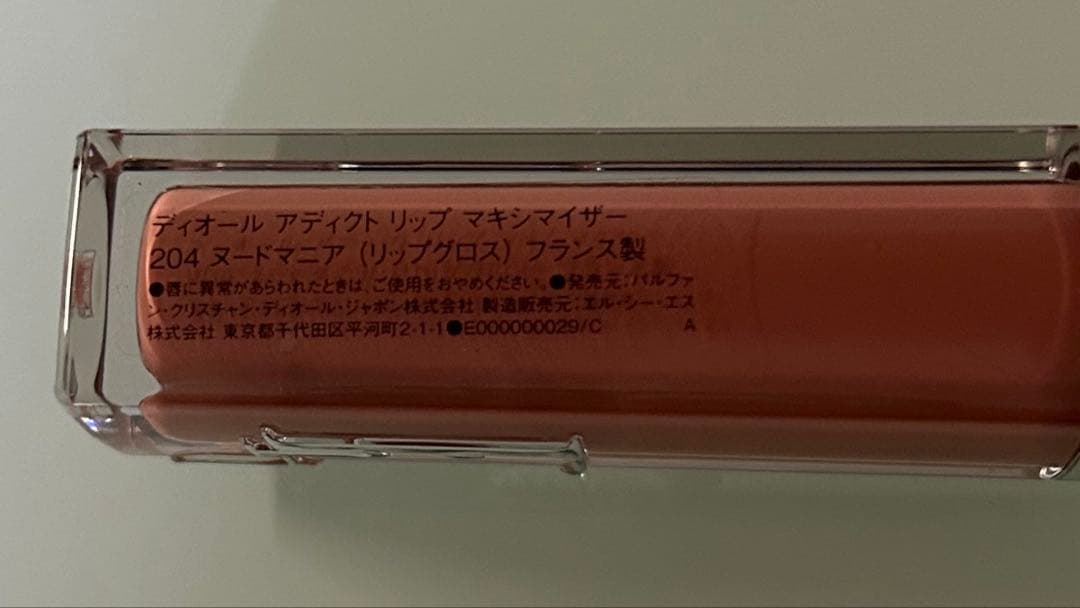 ディオール アディクト リップ マキシマイザー
204 ヌードマニア（リップグロス）フランス製
●唇に異常があらわれたときは、ご使用をおやめください。●発売元:パルファ
ン・クリスチャン・ディオール・ジャポン株式会社 製造販売元:エル・シー・エス
株式会社 東京都千代田区平河町2-1-1●E000000029/C A